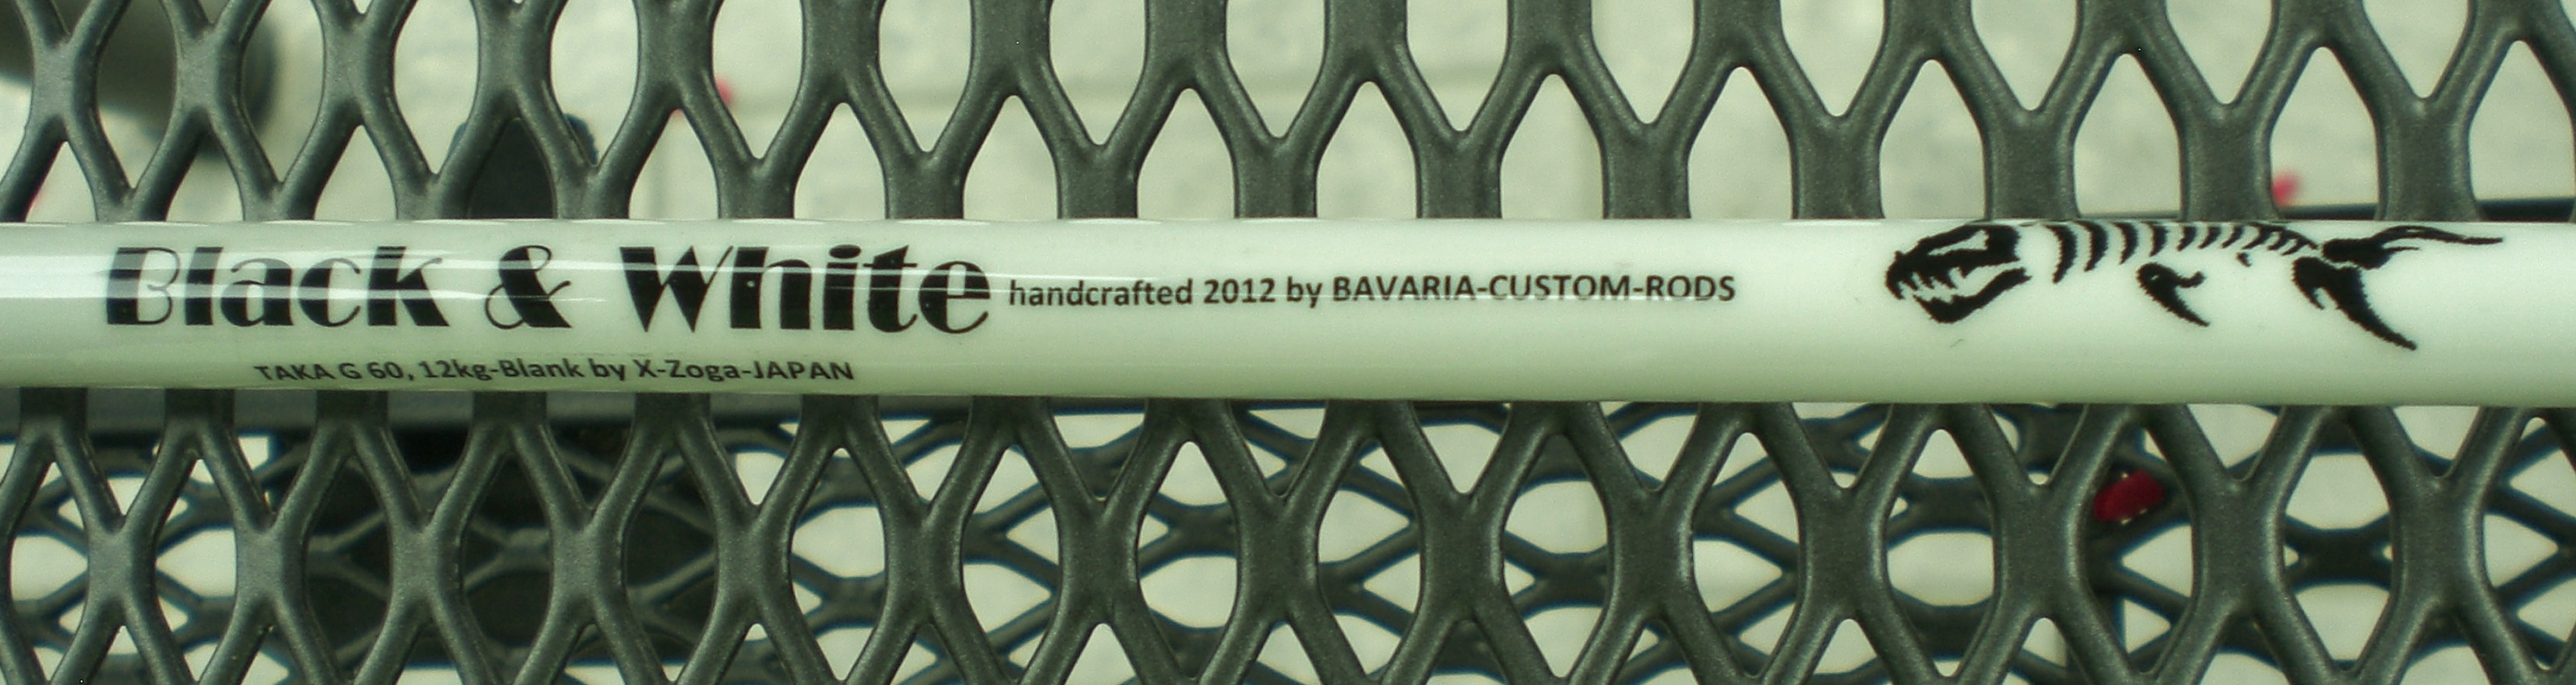 Black & White handcrafted 2012 by BAVARIA-CUSTOM-RODS
TAKA G 60, 12kg-Blank by X-Zoga-JAPAN